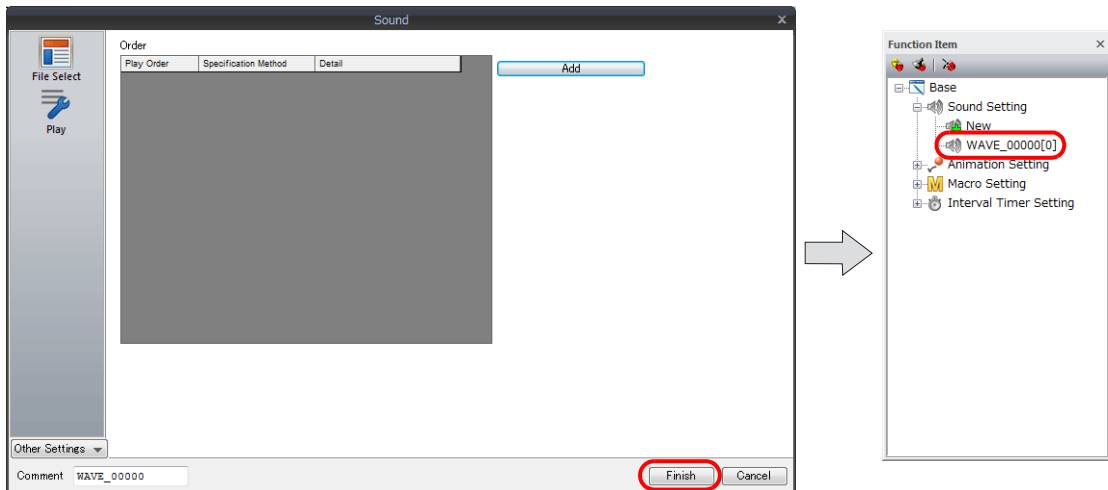 Sound
x
File Select
Play
Order
Play Order Specification Method Detail
Add
Other Settings
Comment WAVE_00000
Finish Cancel
Function Item
×
Base
Sound Setting
New
WAVE_00000[0]
Animation Setting
M Macro Setting
Interval Timer Setting